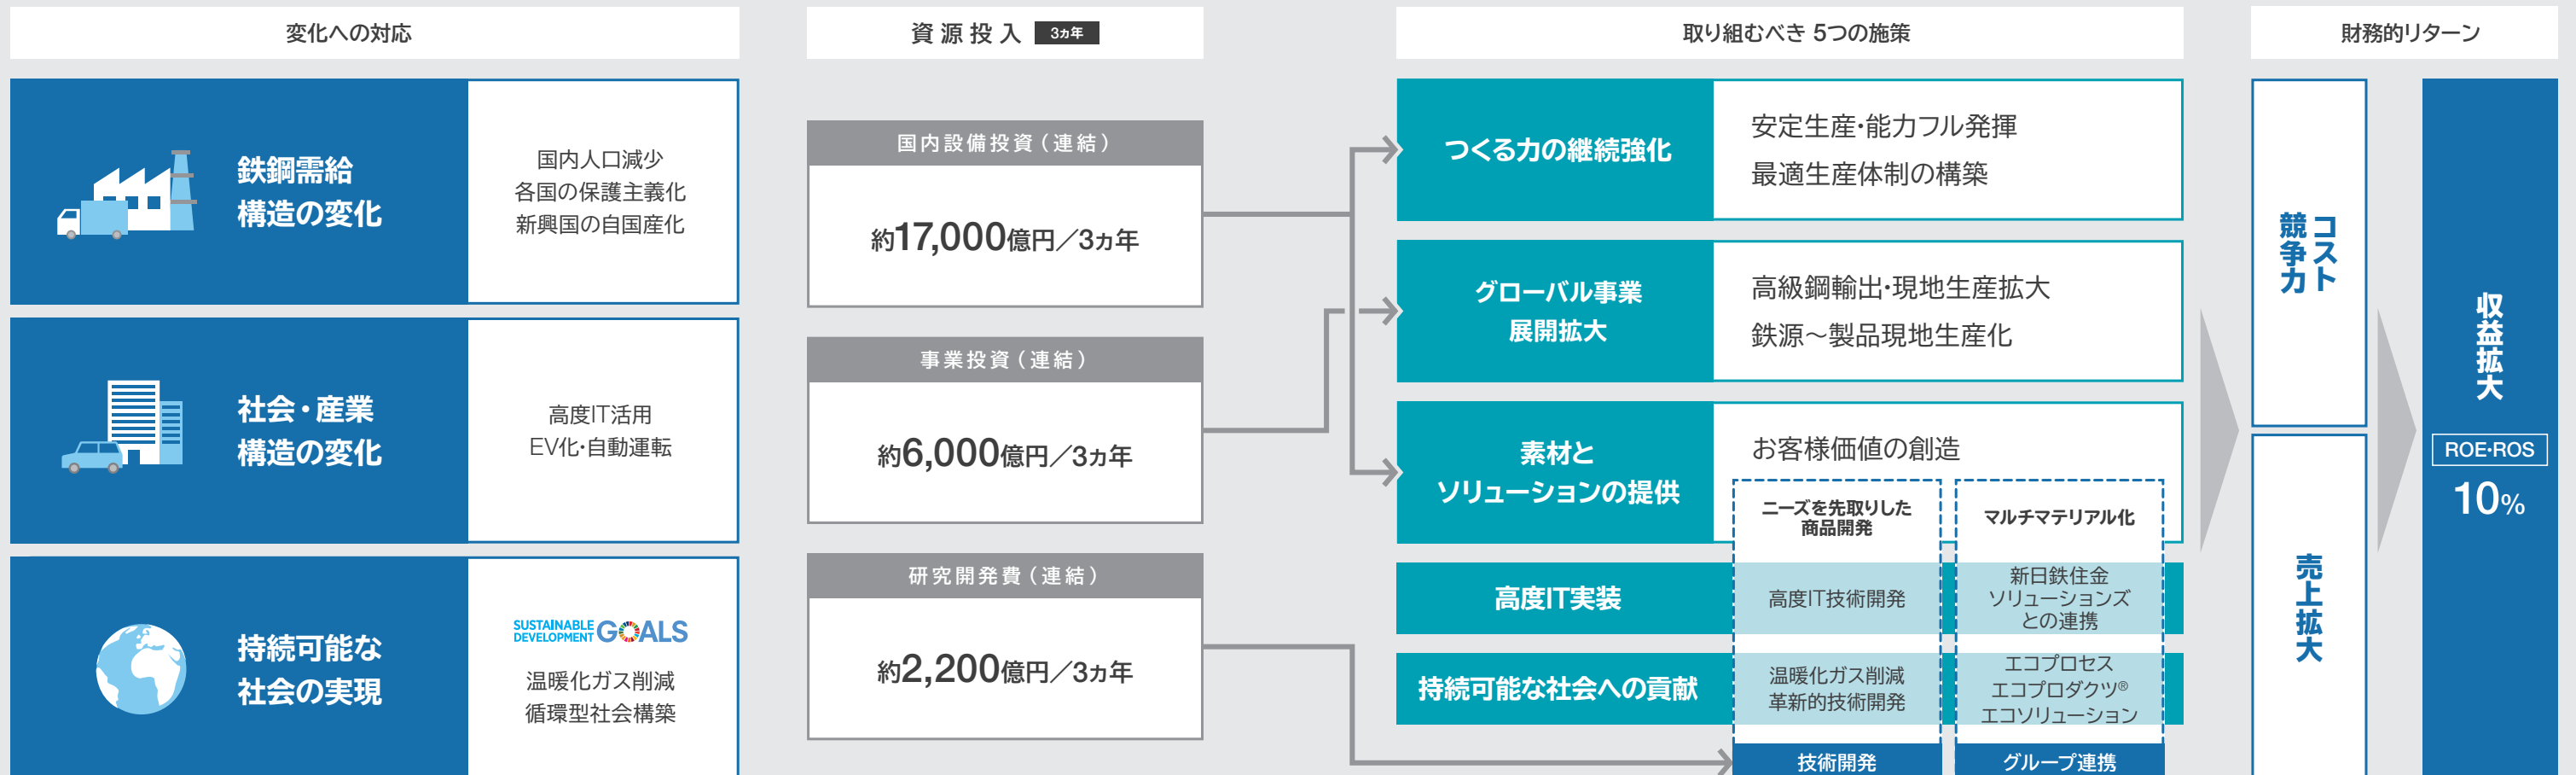 変化への対応
鉄鋼需給
構造の変化
国内人口減少
各国の保護主義化
新興国の自国産化
社会・産業
構造の変化
高度IT活用
EV化・自動運転
持続可能な
社会の実現
SUSTAINABLE
DEVELOPMENT GOALS
温暖化ガス削減
循環型社会構築
資源投入 3ヵ年
国内設備投資(連結)
約17,000億円／3ヵ年
事業投資(連結)
約6,000億円／3ヵ年
研究開発費(連結)
約2,200億円／3ヵ年
取り組むべき 5つの施策
つくる力の継続強化
安定生産・能力フル発揮
最適生産体制の構築
グローバル事業
展開拡大
高級鋼輸出・現地生産拡大
鉄源〜製品現地生産化
素材と
ソリューションの提供
お客様価値の創造
ニーズを先取りした
商品開発
マルチマテリアル化
高度IT実装
高度IT技術開発
新日鉄住金
ソリューションズ
との連携
持続可能な社会への貢献
温暖化ガス削減
革新的技術開発
エコプロセス
エコプロダクツ®
エコソリューション
技術開発
グループ連携
財務的リターン
コスト
競争力
売上拡大
収益拡大
ROE・ROS
10%